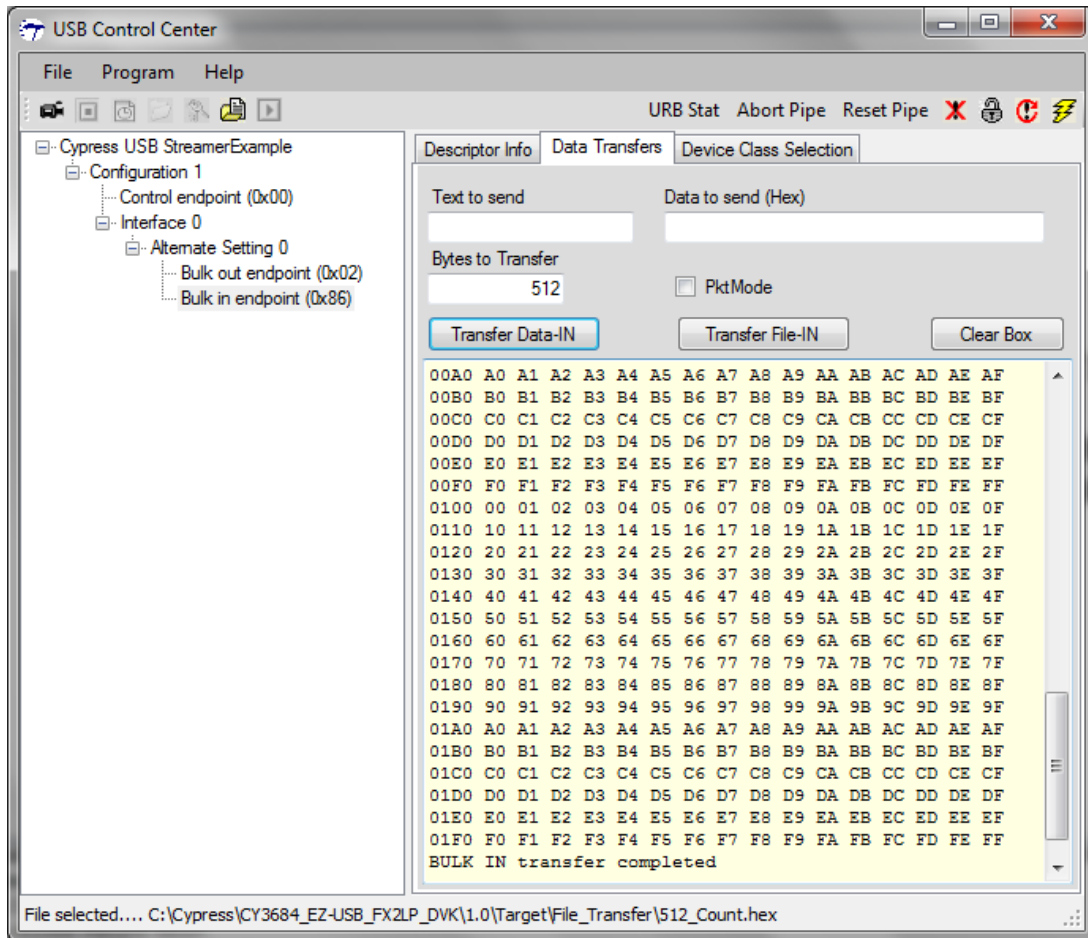 USB Control Center
File Program Help
URB Stat Abort Pipe Reset Pipe
Cypress USB StreamerExample
Configuration 1
Control endpoint (0x00)
Interface 0
Alternate Setting 0
Bulk out endpoint (0x02)
Bulk in endpoint (0x86)
Descriptor Info Data Transfers Device Class Selection
Text to send Data to send (Hex)
Bytes to Transfer
512 PktMode
Transfer Data-IN Transfer File-IN Clear Box
00A0 A0 A1 A2 A3 A4 A5 A6 A7 A8 A9 AA AB AC AD AE AF
00B0 B0 B1 B2 B3 B4 B5 B6 B7 B8 B9 BA BB BC BD BE BF
00C0 C0 C1 C2 C3 C4 C5 C6 C7 C8 C9 CA CB CC CD CE CF
00D0 D0 D1 D2 D3 D4 D5 D6 D7 D8 D9 DA DB DC DD DE DF
00E0 E0 E1 E2 E3 E4 E5 E6 E7 E8 E9 EA EB EC ED EE EF
00F0 F0 F1 F2 F3 F4 F5 F6 F7 F8 F9 FA FB FC FD FE FF
0100 00 01 02 03 04 05 06 07 08 09 0A 0B 0C 0D 0E 0F
0110 10 11 12 13 14 15 16 17 18 19 1A 1B 1C 1D 1E 1F
0120 20 21 22 23 24 25 26 27 28 29 2A 2B 2C 2D 2E 2F
0130 30 31 32 33 34 35 36 37 38 39 3A 3B 3C 3D 3E 3F
0140 40 41 42 43 44 45 46 47 48 49 4A 4B 4C 4D 4E 4F
0150 50 51 52 53 54 55 56 57 58 59 5A 5B 5C 5D 5E 5F
0160 60 61 62 63 64 65 66 67 68 69 6A 6B 6C 6D 6E 6F
0170 70 71 72 73 74 75 76 77 78 79 7A 7B 7C 7D 7E 7F
0180 80 81 82 83 84 85 86 87 88 89 8A 8B 8C 8D 8E 8F
0190 90 91 92 93 94 95 96 97 98 99 9A 9B 9C 9D 9E 9F
01A0 A0 A1 A2 A3 A4 A5 A6 A7 A8 A9 AA AB AC AD AE AF
01B0 B0 B1 B2 B3 B4 B5 B6 B7 B8 B9 BA BB BC BD BE BF
01C0 C0 C1 C2 C3 C4 C5 C6 C7 C8 C9 CA CB CC CD CE CF
01D0 D0 D1 D2 D3 D4 D5 D6 D7 D8 D9 DA DB DC DD DE DF
01E0 E0 E1 E2 E3 E4 E5 E6 E7 E8 E9 EA EB EC ED EE EF
01F0 F0 F1 F2 F3 F4 F5 F6 F7 F8 F9 FA FB FC FD FE FF
BULK IN transfer completed
File selected.... C:\Cypress\CY3684_EZ-USB_FX2LP_DVK\1.0\Target\File_Transfer\512_Count.hex